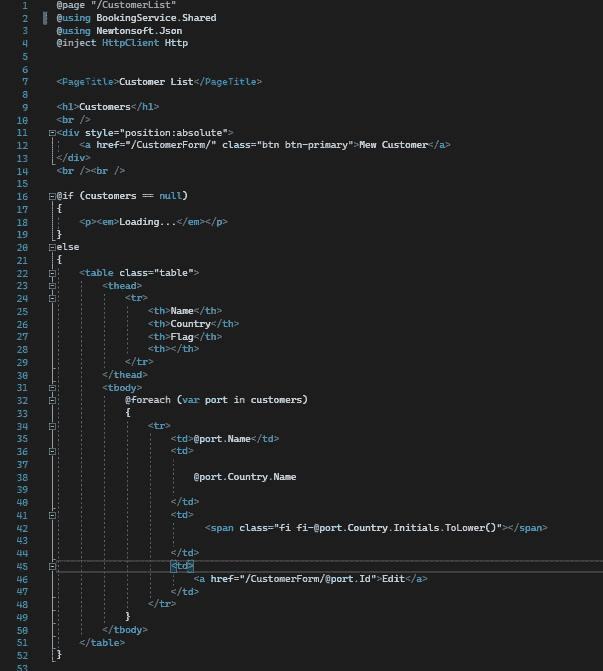 1 @page "/CustomerList"
2 @using BookingService.Shared
3 @using Newtonsoft.Json
4 @inject HttpClient Http
5
6
7 <PageTitle>Customer List</PageTitle>
8
9 <h1>Customers</h1>
10 <br />
11 <div style="position:absolute">
12 <a href="/CustomerForm/" class="btn btn-primary">Mew Customer</a>
13 </div>
14 <br /><br />
15
16 @if (customers == null)
17 {
18 <p><em>Loading...</em></p>
19 }
20 else
21 {
22 <table class="table">
23 <thead>
24 <tr>
25 <th>Name</th>
26 <th>Country</th>
27 <th>Flag</th>
28 <th></th>
29 </tr>
30 </thead>
31 <tbody>
32 @foreach (var port in customers)
33 {
34 <tr>
35 <td>@port.Name</td>
36 <td>
37
38 @port.Country.Name
39
40 </td>
41 <td>
42 <span class="fi fi-@port.Country.Initials.ToLower()"></span>
43
44 </td>
45 <td>
46 <a href="/CustomerForm/@port.Id">Edit</a>
47 </td>
48 </tr>
49 }
50 </tbody>
51 </table>
52 }
53